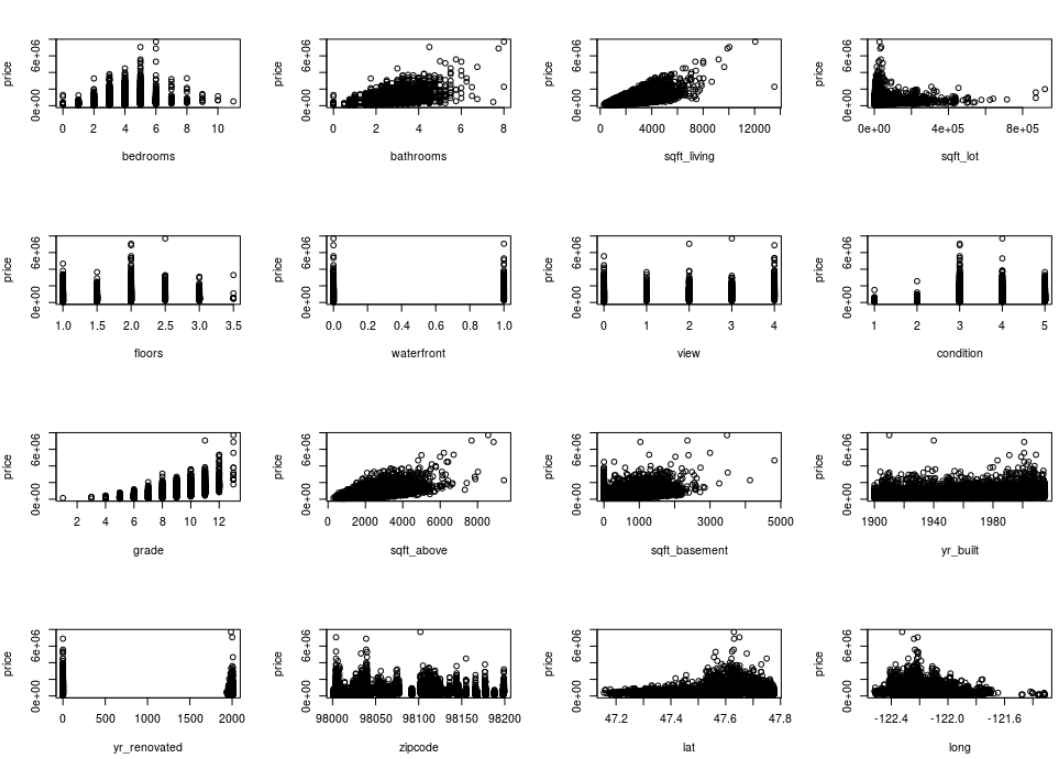 price
0e+00 6e+06
0 2 4 6 8 10
bedrooms
price
0e+00 6e+06
0 2 4 6 8
bathrooms
price
0e+00 6e+06
0 4000 8000 12000
sqft_living
price
0e+00 6e+06
0e+00 4e+05 8e+05
sqft_lot
price
0e+00 6e+06
1.0 1.5 2.0 2.5 3.0 3.5
floors
price
0e+00 6e+06
0.0 0.2 0.4 0.6 0.8 1.0
waterfront
price
0e+00 6e+06
0 1 2 3 4
view
price
0e+00 6e+06
1 2 3 4 5
condition
price
0e+00 6e+06
2 4 6 8 10 12
grade
price
0e+00 6e+06
0 2000 4000 6000 8000
sqft_above
price
0e+00 6e+06
0 1000 3000 5000
sqft_basement
price
0e+00 6e+06
1900 1940 1980
yr_built
price
0e+00 6e+06
0 500 1000 1500 2000
yr_renovated
price
0e+00 6e+06
98000 98050 98100 98150 98200
zipcode
price
0e+00 6e+06
47.2 47.4 47.6 47.8
lat
price
0e+00 6e+06
-122.4 -122.0 -121.6
long